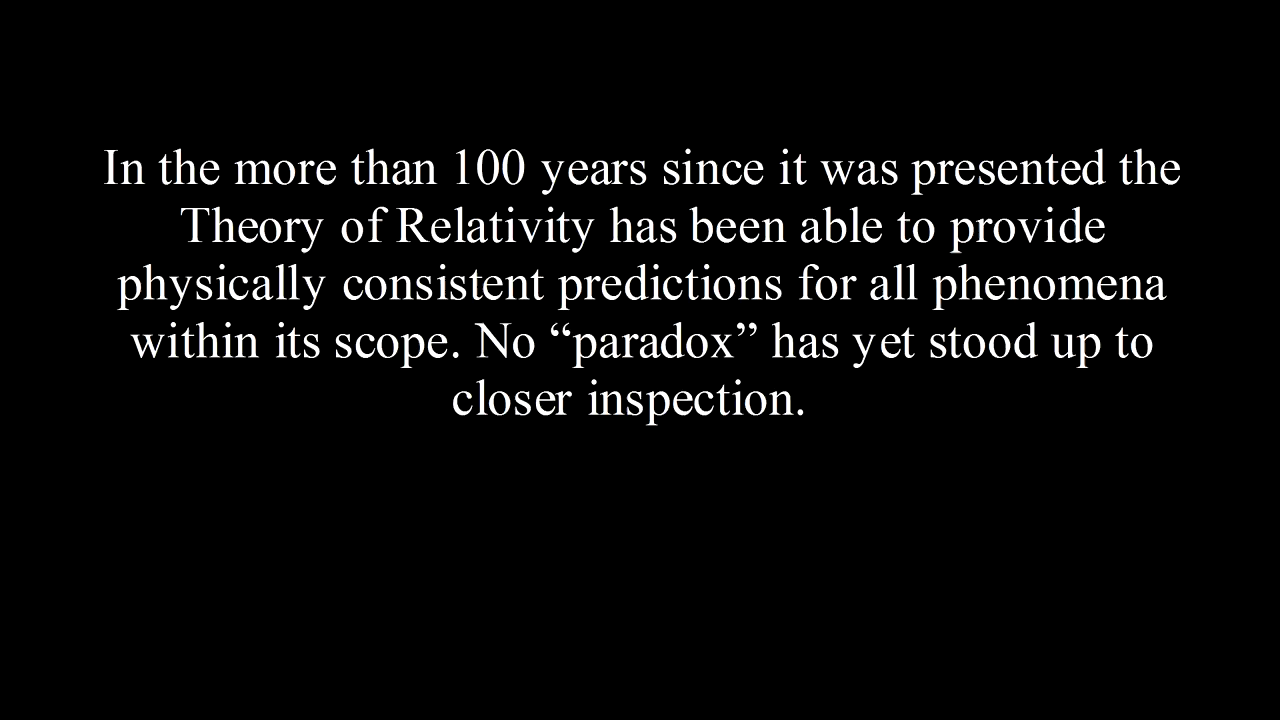 In the more than 100 years since it was presented the
Theory of Relativity has been able to provide
physically consistent predictions for all phenomena
within its scope. No “paradox” has yet stood up to
closer inspection.